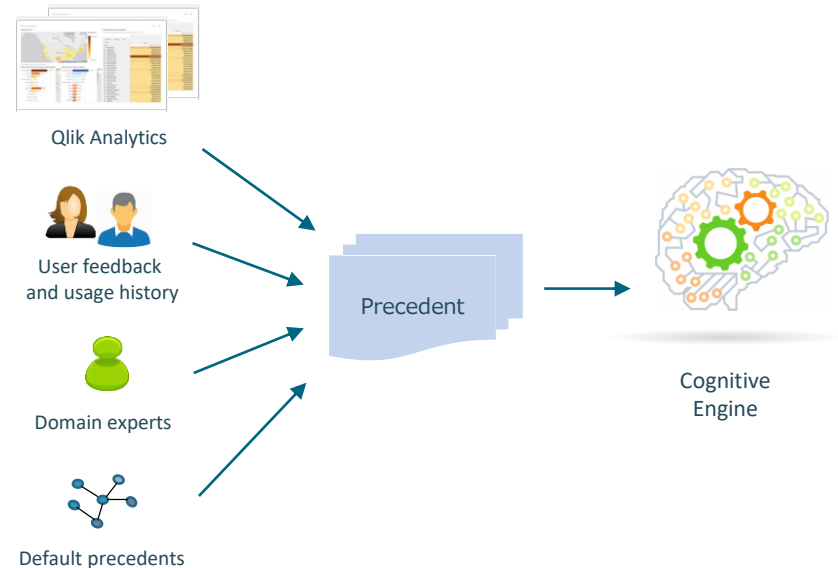 Qlik Analytics
User feedback
and usage history
Domain experts
Default precedents
Precedent
Cognitive
Engine